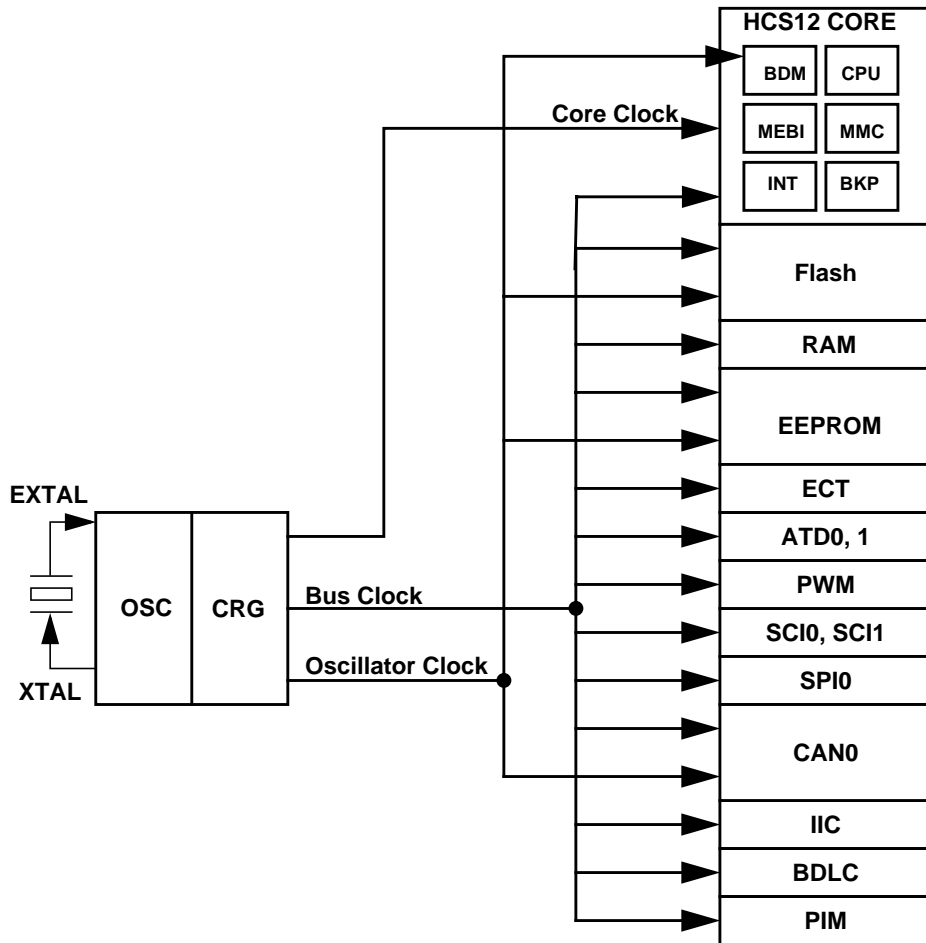 HCS12 CORE
BDM CPU
Core Clock
MEBI MMC
INT BKP
Flash
RAM
EEPROM
EXTAL
ECT
ATD0, 1
PWM
OSC CRG
Bus Clock
SCI0, SCI1
Oscillator Clock
XTAL
SPI0
CAN0
IIC
BDLC
PIM